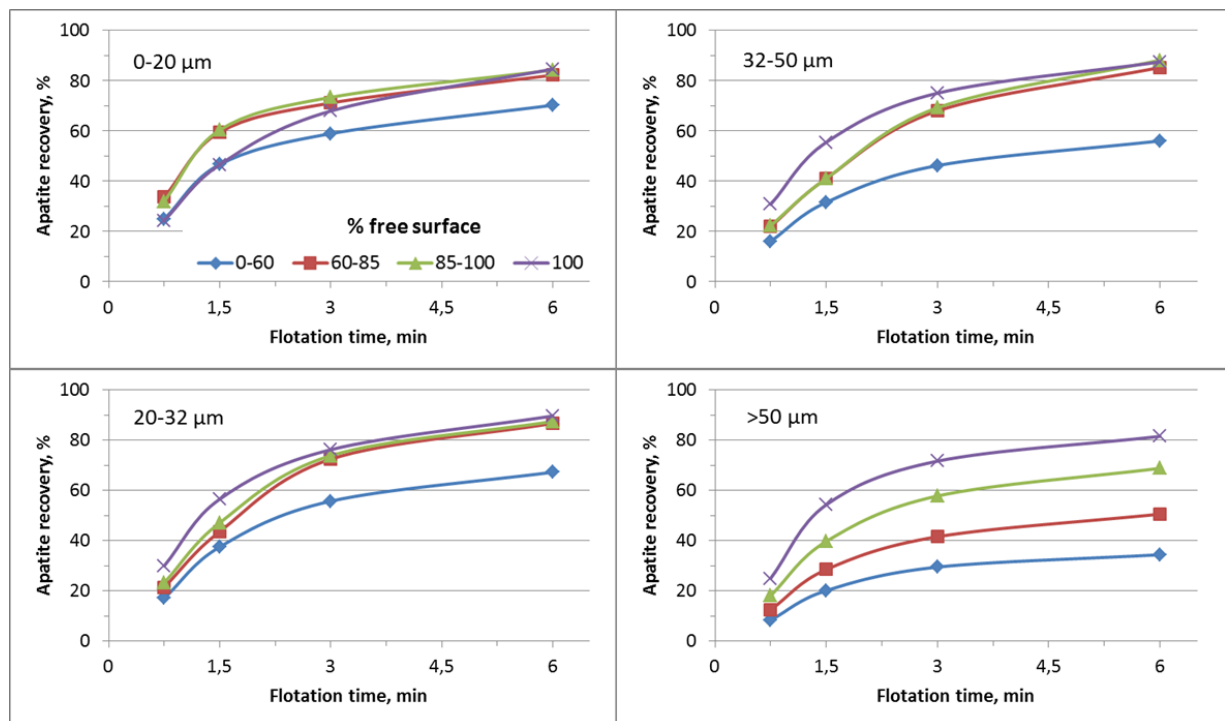 0-20 μm
Apatite recovery, %
100
80
60
40
20
0
% free surface
0-60 60-85 85-100 100
0 1,5 3 4,5 6
Flotation time, min
32-50 μm
Apatite recovery, %
100
80
60
40
20
0
0 1,5 3 4,5 6
Flotation time, min
20-32 μm
Apatite recovery, %
100
80
60
40
20
0
0 1,5 3 4,5 6
Flotation time, min
>50 μm
Apatite recovery, %
100
80
60
40
20
0
0 1,5 3 4,5 6
Flotation time, min